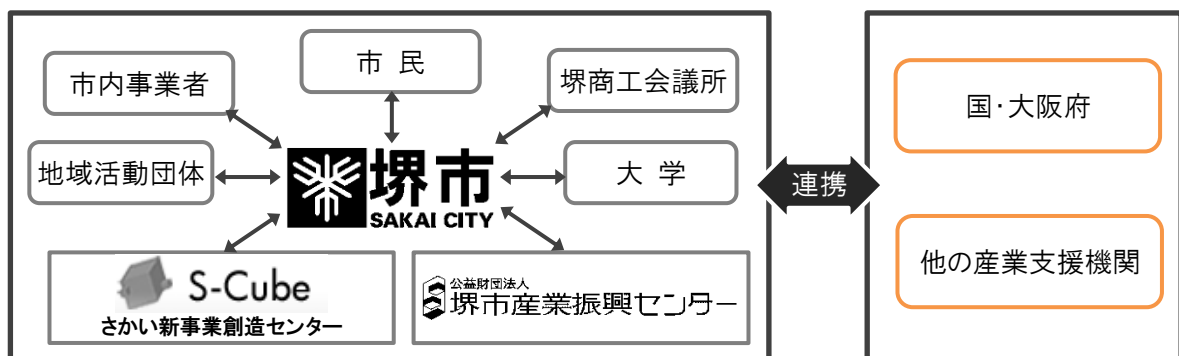 市 民
市内事業者
堺商工会議所
地域活動団体
堺市
SAKAI CITY
大 学
S-Cube
さかい新事業創造センター
公益財団法人
堺市産業振興センター
連携
国・大阪府
他の産業支援機関